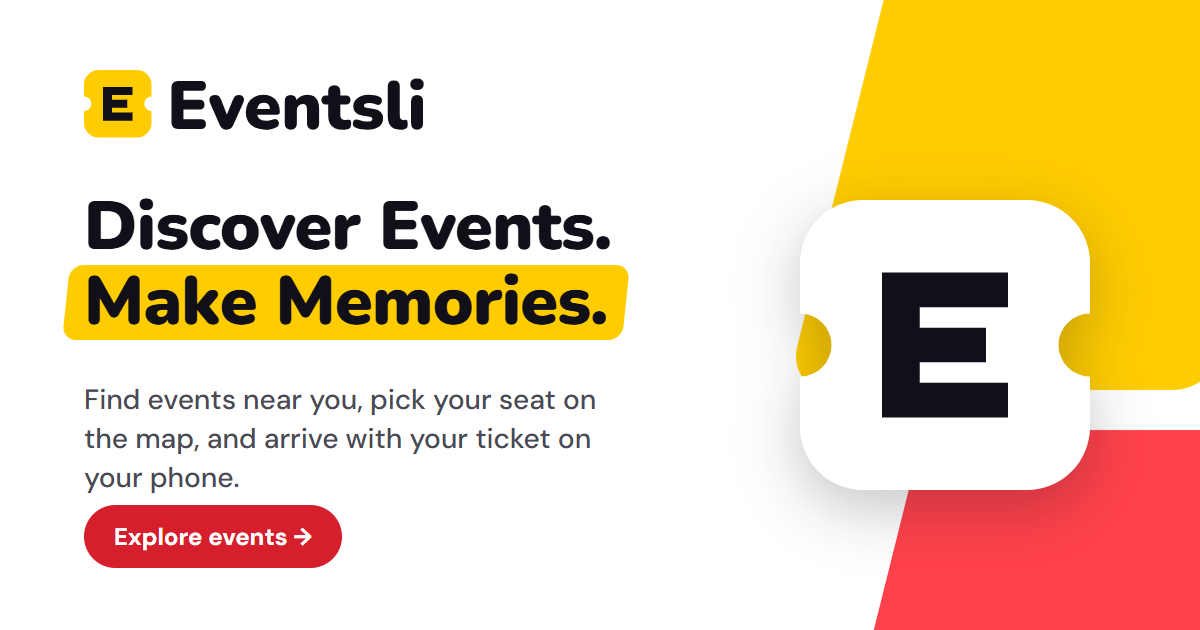 E Eventsli
Discover Events.
Make Memories.
Find events near you, pick your seat on
the map, and arrive with your ticket on
your phone.
Explore events →
E